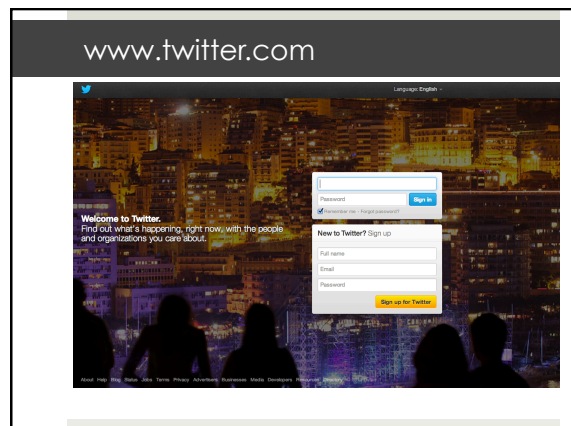 www.twitter.com
Language: English
Password
Sign in
Remember me · Forgot password?
Welcome to Twitter.
Find out what's happening, right now, with the people
and organizations you care about.
New to Twitter? Sign up
Full name
Email
Password
Sign up for Twitter
About Help Blog Status Jobs Terms Privacy Advertisers Businesses Media Developers Resources Directory